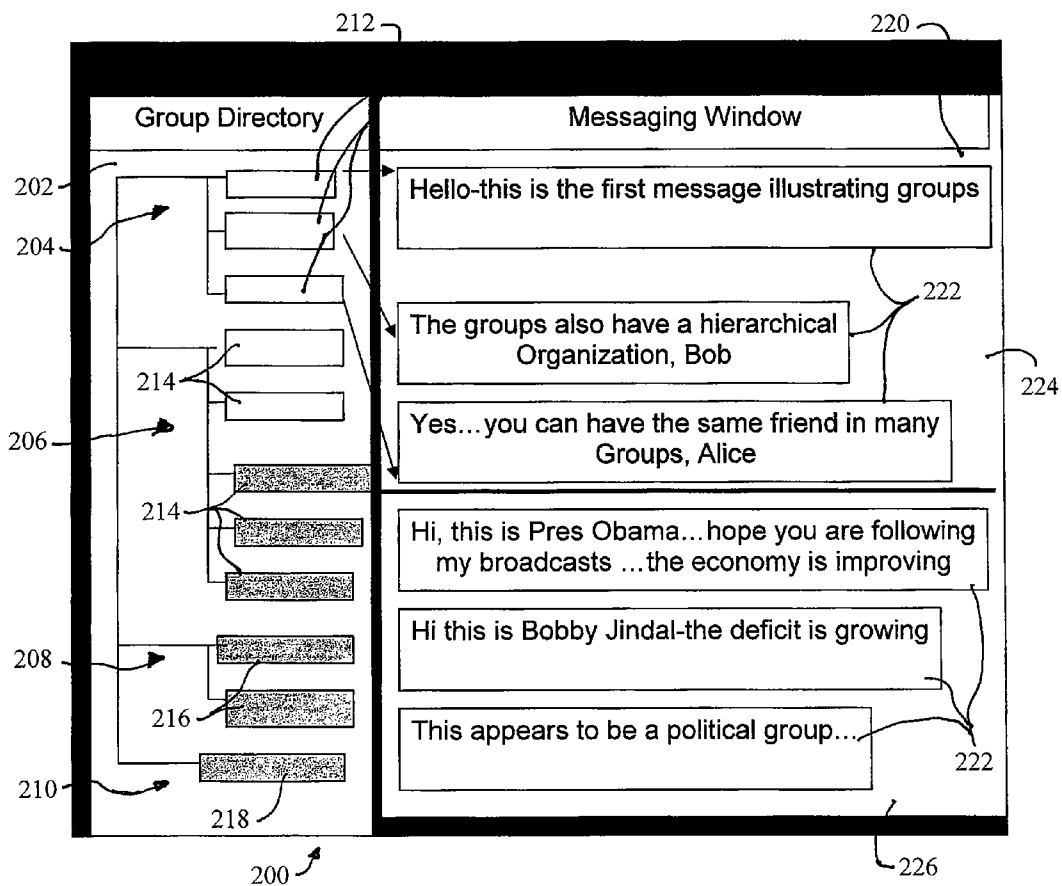 212
220
Group Directory
Messaging Window
202
Hello-this is the first message illustrating groups
204
222
The groups also have a hierarchical
Organization, Bob
224
214
206
Yes...you can have the same friend in many
Groups, Alice
214
Hi, this is Pres Obama...hope you are following
my broadcasts ...the economy is improving
208
Hi this is Bobby Jindal-the deficit is growing
216
This appears to be a political group...
222
210
218
200
226